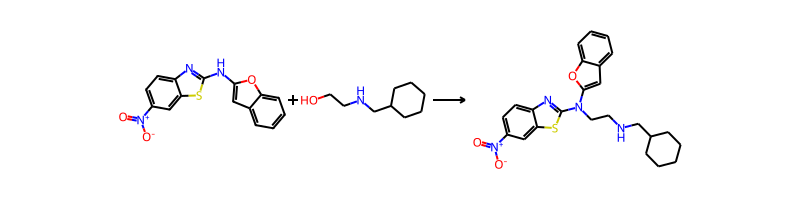 N H N S O O N+ O- + HO H N
O N N S O N+ O- N H